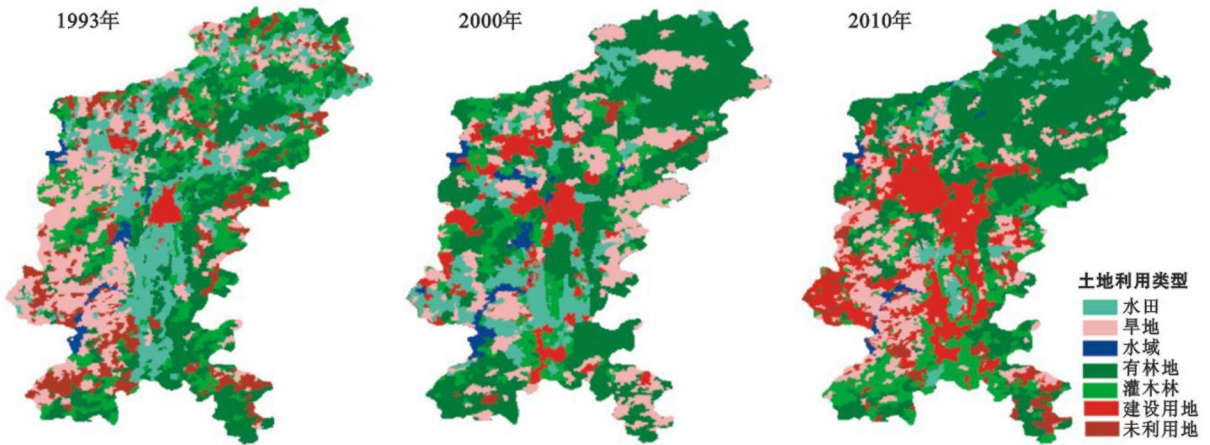 1993年
2000年
2010年
土地利用类型
水田
旱地
水域
有林地
灌木林
建设用地
未利用地